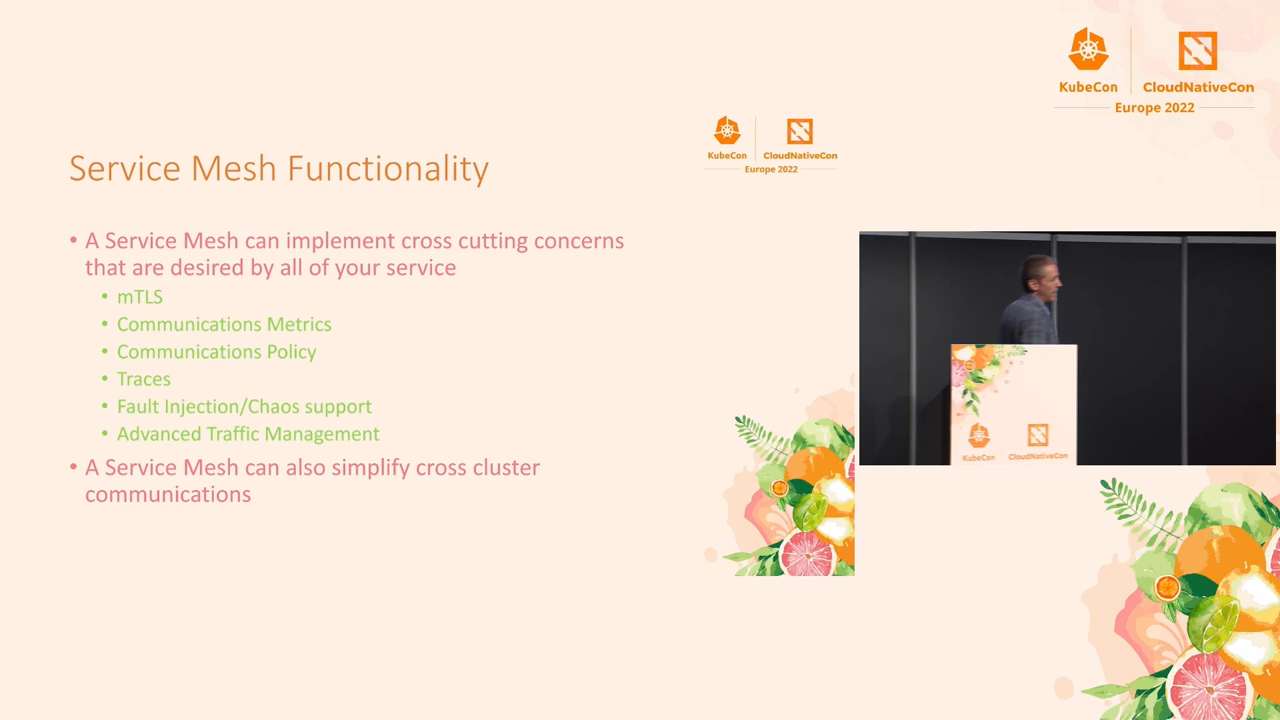 KubeCon
CloudNativeCon
Europe 2022
KubeCon
CloudNativeCon
Europe 2022
Service Mesh Functionality
• A Service Mesh can implement cross cutting concerns
that are desired by all of your service
• mTLS
• Communications Metrics
• Communications Policy
• Traces
• Fault Injection/Chaos support
• Advanced Traffic Management
• A Service Mesh can also simplify cross cluster
communications
KubeCon
CloudNativeCon